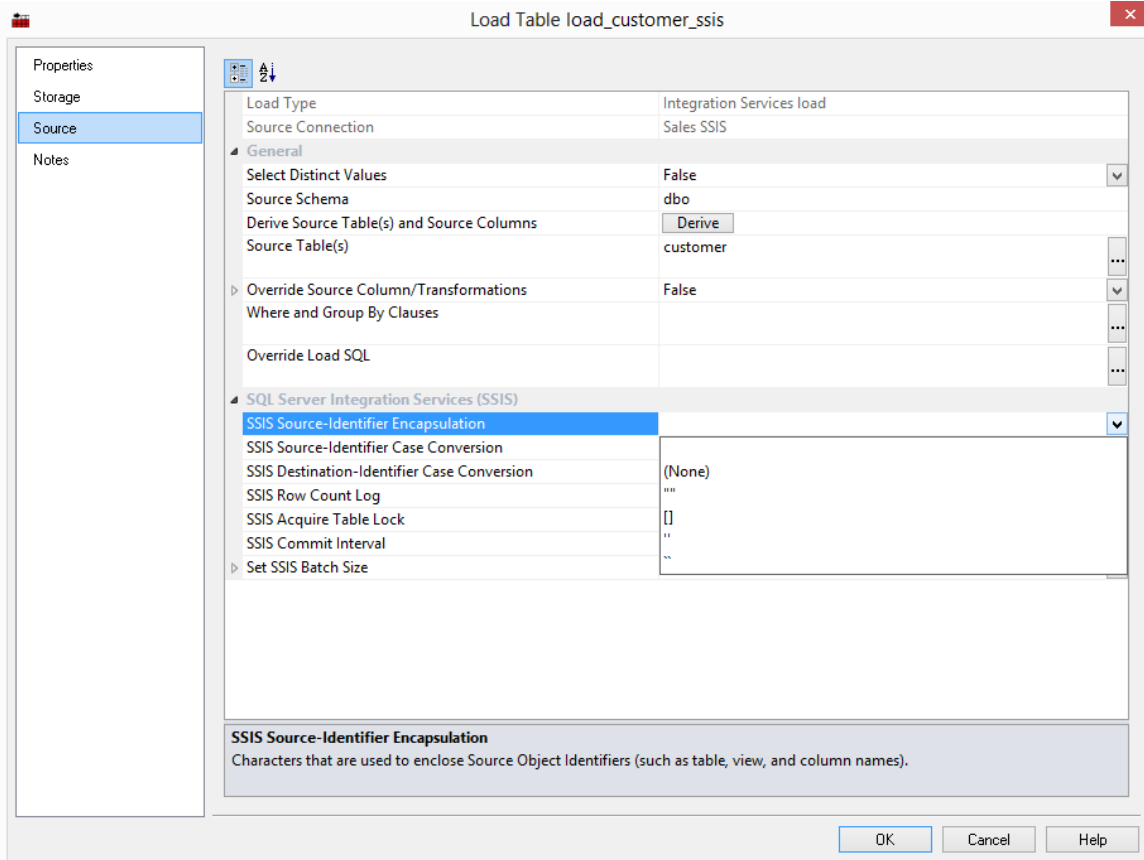 Load Table load_customer_ssis
Properties
Storage
Source
Notes
Load Type Integration Services load
Source Connection Sales SSIS
General
Select Distinct Values False
Source Schema dbo
Derive Source Table(s) and Source Columns Derive
Source Table(s) customer
...
Override Source Column/Transformations False
Where and Group By Clauses
...
Override Load SQL
...
SQL Server Integration Services (SSIS)
SSIS Source-Identifier Encapsulation
SSIS Source-Identifier Case Conversion
SSIS Destination-Identifier Case Conversion (None)
SSIS Row Count Log ""
SSIS Acquire Table Lock []
SSIS Commit Interval ''
Set SSIS Batch Size ``
SSIS Source-Identifier Encapsulation
Characters that are used to enclose Source Object Identifiers (such as table, view, and column names).
OK Cancel Help